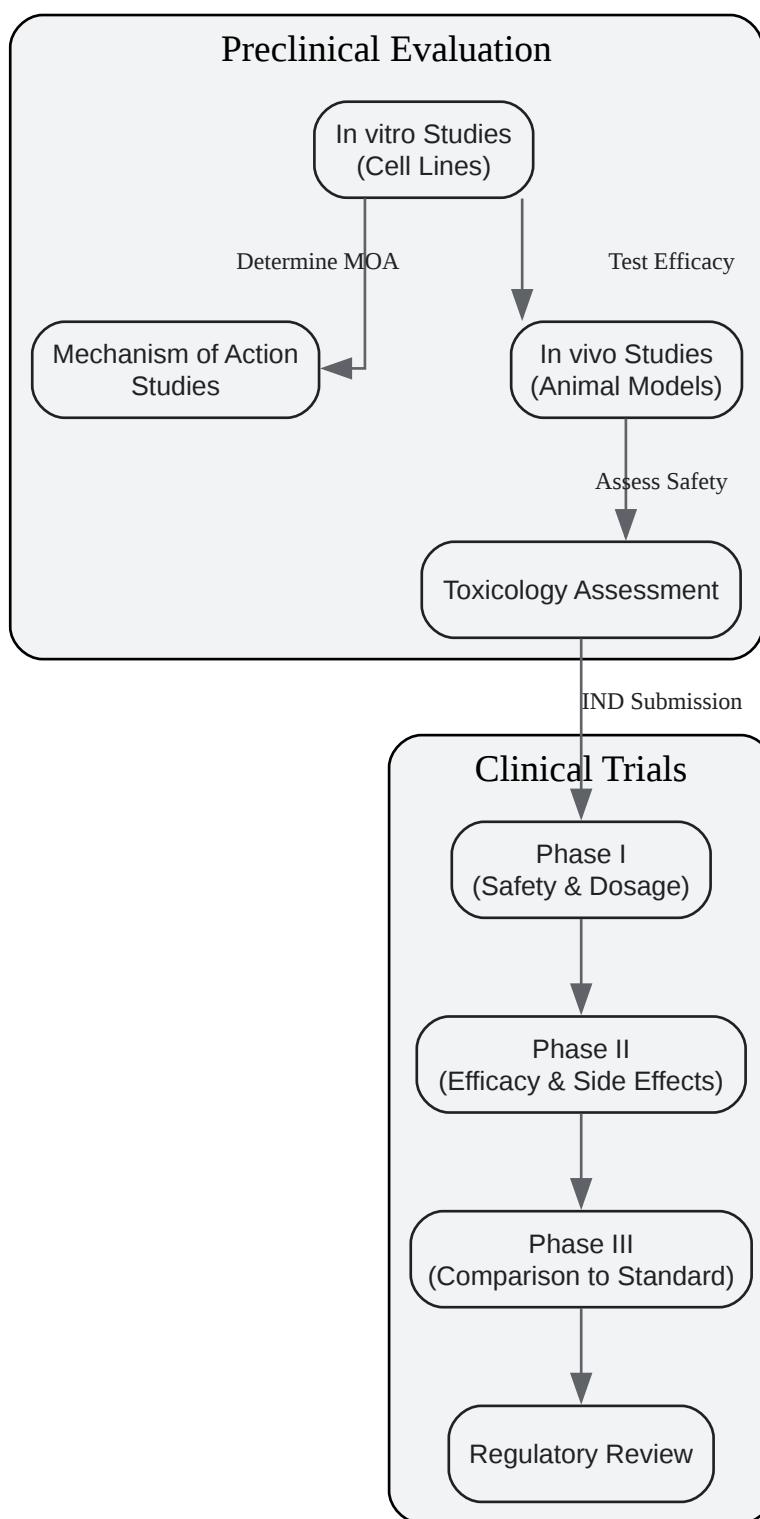 Preclinical Evaluation
In vitro Studies
(Cell Lines)
Determine MOA
Test Efficacy
Mechanism of Action
Studies
In vivo Studies
(Animal Models)
Assess Safety
Toxicology Assessment
IND Submission
Clinical Trials
Phase I
(Safety & Dosage)
Phase II
(Efficacy & Side Effects)
Phase III
(Comparison to Standard)
Regulatory Review